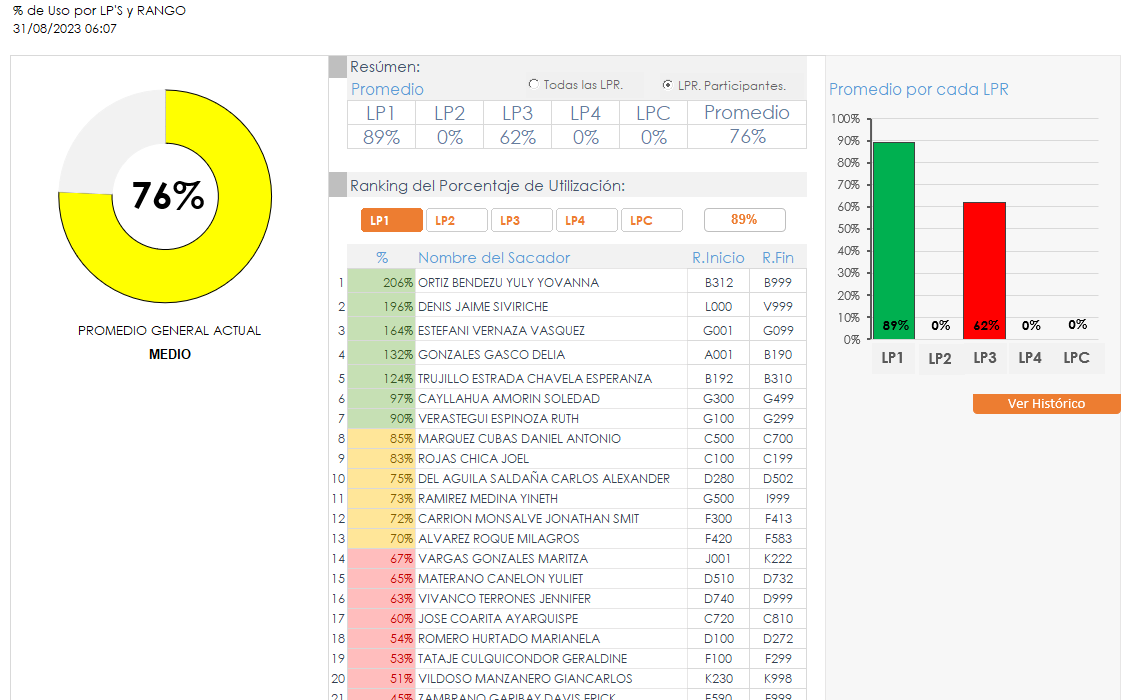 % de Uso por LP'S y RANGO
31/08/2023 06:07
76%
PROMEDIO GENERAL ACTUAL
MEDIO
Resúmen:
Promedio
Todas las LPR.
LPR. Participantes.
LP1 LP2 LP3 LP4 LPC Promedio
89% 0% 62% 0% 0% 76%
Ranking del Porcentaje de Utilización:
LP1 LP2 LP3 LP4 LPC 89%
% Nombre del Sacador R.Inicio R.Fin
1 206% ORTIZ BENDEZU YULY YOVANNA B312 B999
2 196% DENIS JAIME SIVIRICHE L000 V999
3 164% ESTEFANI VERNAZA VASQUEZ G001 G099
4 132% GONZALES GASCO DELIA A001 B190
5 124% TRUJILLO ESTRADA CHAVELA ESPERANZA B192 B310
6 97% CAYLLAHUA AMORIN SOLEDAD G300 G499
7 90% VERASTEGUI ESPINOZA RUTH G100 G299
8 85% MARQUEZ CUBAS DANIEL ANTONIO C500 C700
9 83% ROJAS CHICA JOEL C100 C199
10 75% DEL AGUILA SALDAÑA CARLOS ALEXANDER D280 D502
11 73% RAMIREZ MEDINA YINETH G500 I999
12 72% CARRION MONSALVE JONATHAN SMIT F300 F413
13 70% ALVAREZ ROQUE MILAGROS F420 F583
14 67% VARGAS GONZALES MARITZA J001 K222
15 65% MATERANO CANELON YULIET D510 D732
16 63% VIVANCO TERRONES JENNIFER D740 D999
17 60% JOSE COARITA AYARQUISPE C720 C810
18 54% ROMERO HURTADO MARIANELA D100 D272
19 53% TATAJE CULQUICONDOR GERALDINE F100 F299
20 51% VILDOSO MANZANERO GIANCARLOS K230 K998
21 45% ZAMBRANO GARIBAY DAVIS ERICK F590 F999
Promedio por cada LPR
100%
90%
80%
70%
60%
50%
40%
30%
20%
10%
0%
89% 0% 62% 0% 0%
LP1 LP2 LP3 LP4 LPC
Ver Histórico